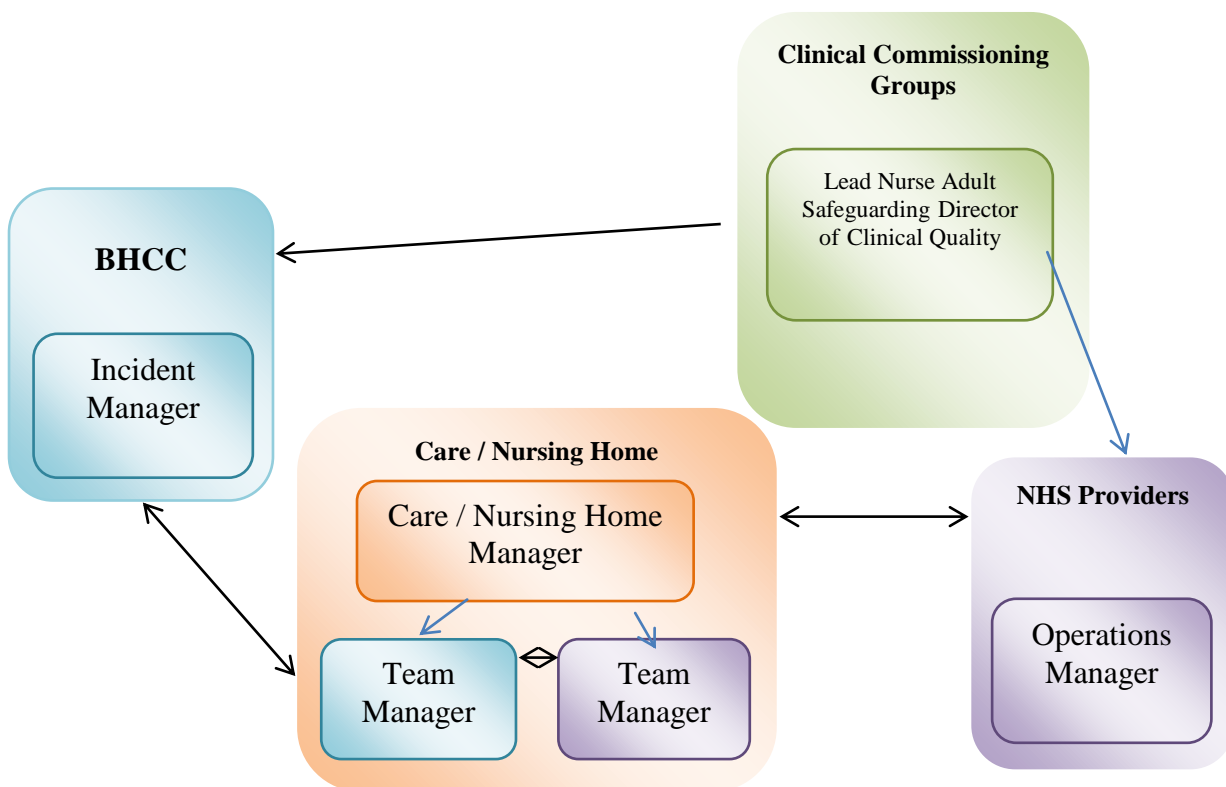 Clinical Commissioning
Groups
Lead Nurse Adult
Safeguarding Director
of Clinical Quality
BHCC
Incident
Manager
Care / Nursing Home
Care / Nursing Home
Manager
Team
Manager
Team
Manager
NHS Providers
Operations
Manager